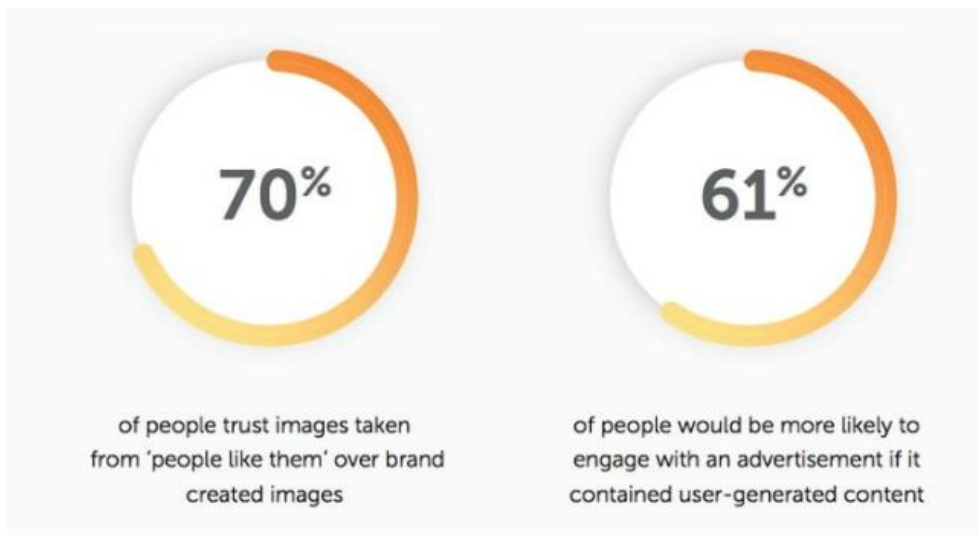 70%
of people trust images taken
from ‘people like them’ over brand
created images
61%
of people would be more likely to
engage with an advertisement if it
contained user-generated content